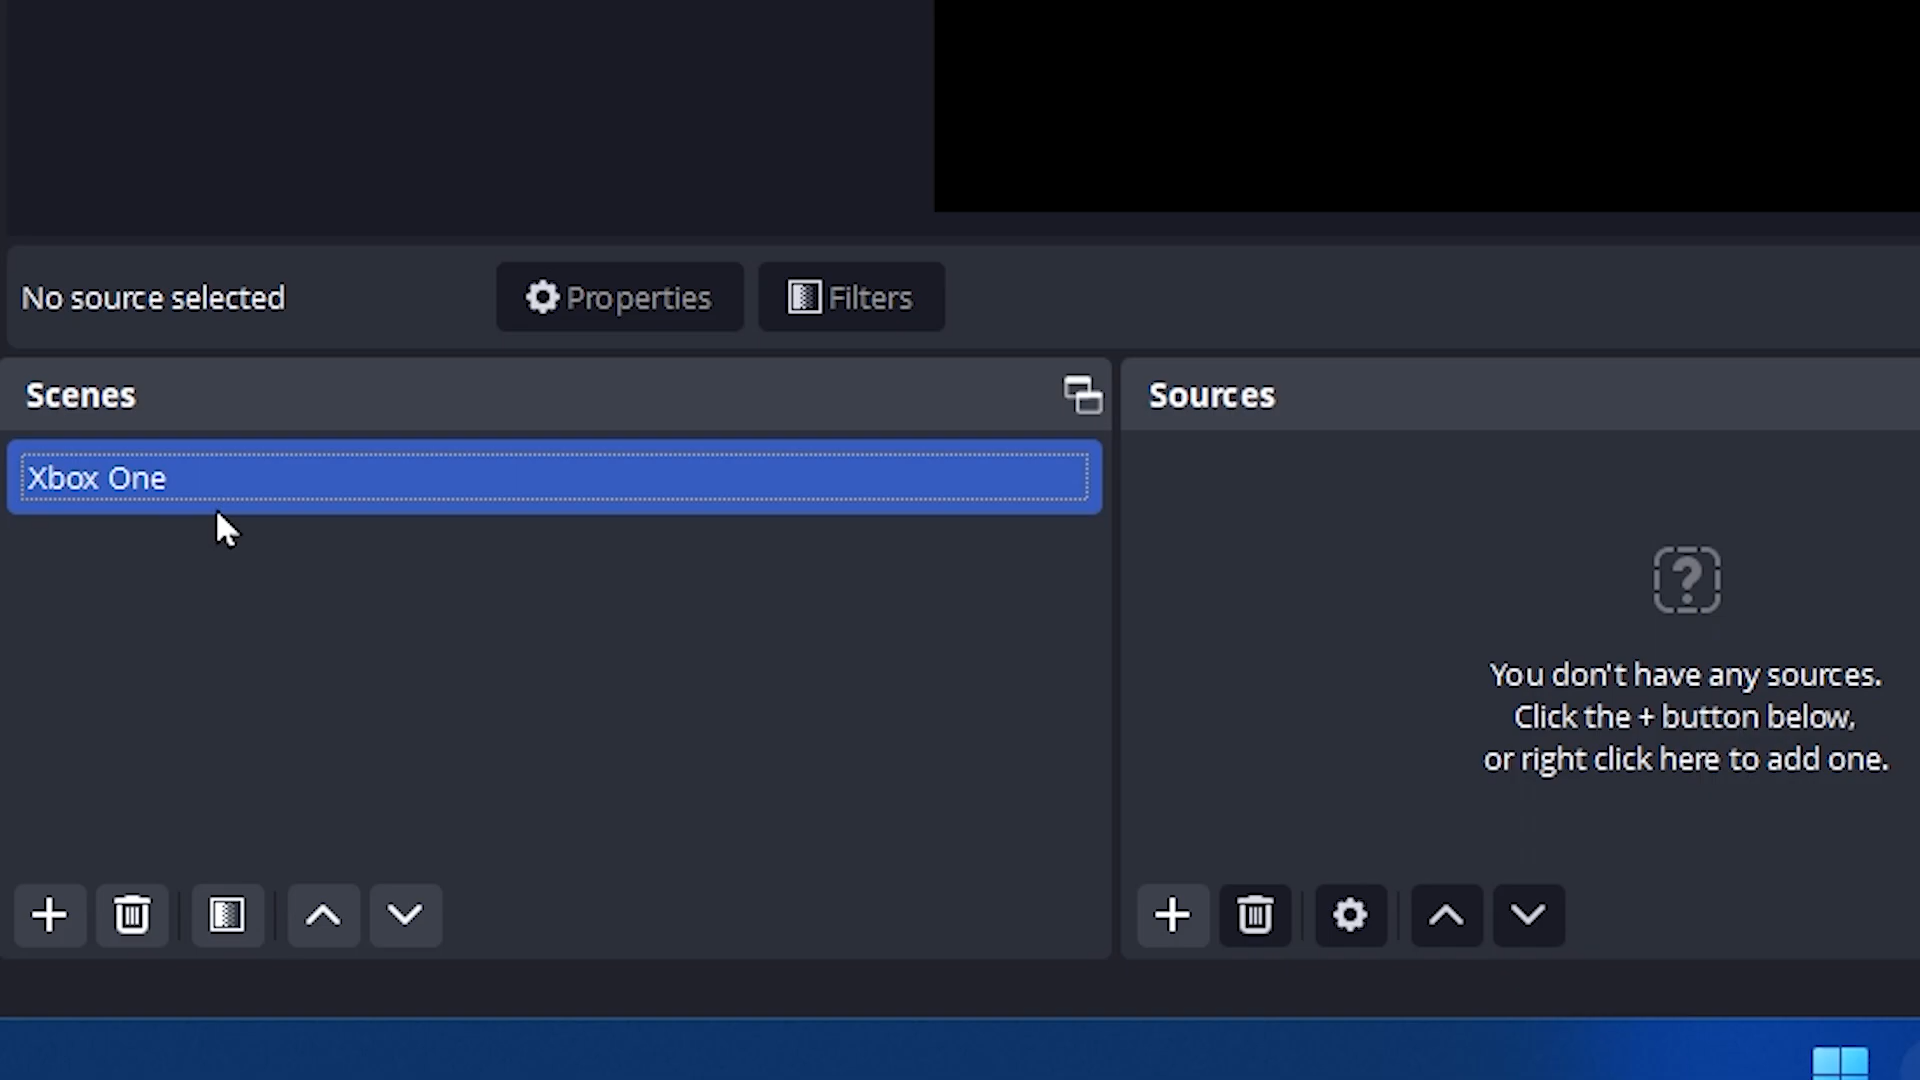 No source selected
Properties
Filters
Scenes
Sources
Xbox One
You don't have any sources.
Click the + button below,
or right click here to add one.